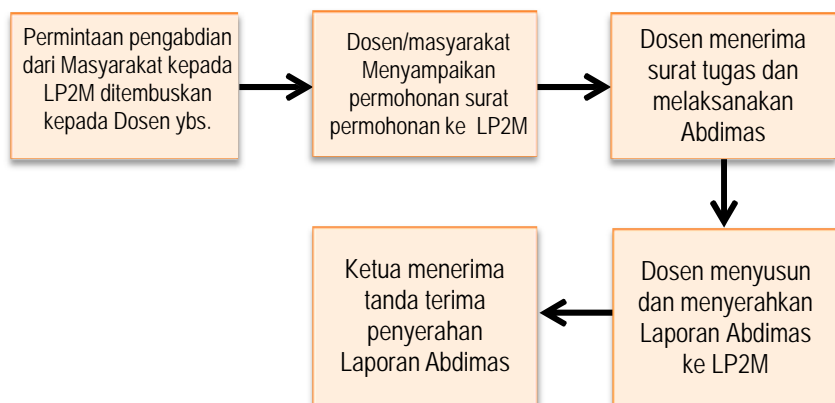 Permintaan pengabdian
dari Masyarakat kepada
LP2M ditembuskan
kepada Dosen ybs.
Dosen/masyarakat
Menyampaikan
permohonan surat
permohonan ke LP2M
Dosen menerima
surat tugas dan
melaksanakan
Abdimas
Dosen menyusun
dan menyerahkan
Laporan Abdimas
ke LP2M
Ketua menerima
tanda terima
penyerahan
Laporan Abdimas